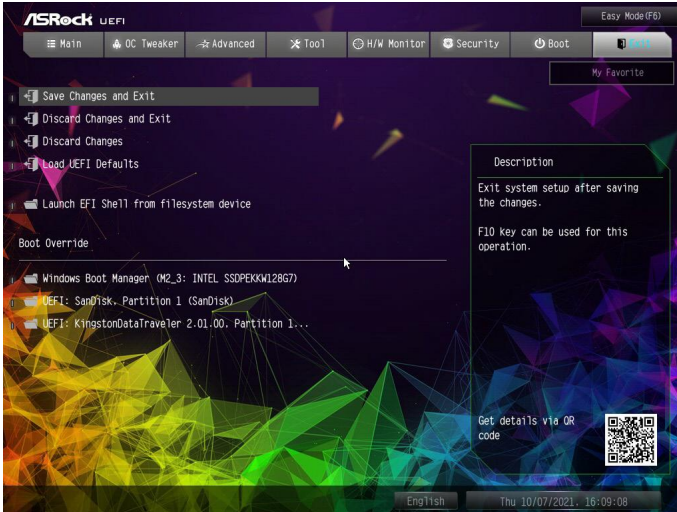 ASRock UEFI
Easy Mode(F6)
Main
OC Tweaker
Advanced
Tool
H/W Monitor
Security
Boot
Exit
My Favorite
Save Changes and Exit
Discard Changes and Exit
Discard Changes
Load UEFI Defaults
Launch EFI Shell from filesystem device
Boot Override
Windows Boot Manager (M2_3: INTEL SSDPEKKW128G7)
UEFI: SanDisk, Partition 1 (SanDisk)
UEFI: KingstonDataTraveler 2.01.00, Partition 1...
Description
Exit system setup after saving
the changes.
F10 key can be used for this
operation.
Get details via QR
code
English
Thu 10/07/2021, 16:09:08